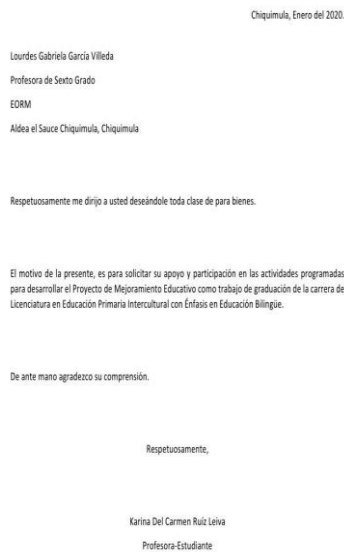 Chiquimula, Enero del 2020.
Lourdes Gabriela García Villeda
Profesora de Sexto Grado
EORM
Aldea el Sauce Chiquimula, Chiquimula
Respetuosamente me dirijo a usted deseándole toda clase de para bienes.
El motivo de la presente, es para solicitar su apoyo y participación en las actividades programadas
para desarrollar el Proyecto de Mejoramiento Educativo como trabajo de graduación de la carrera de
Licenciatura en Educación Primaria Intercultural con Énfasis en Educación Bilingüe.
De ante mano agradezco su comprensión.
Respetuosamente,
Karina Del Carmen Ruiz Leiva
Profesora-Estudiante